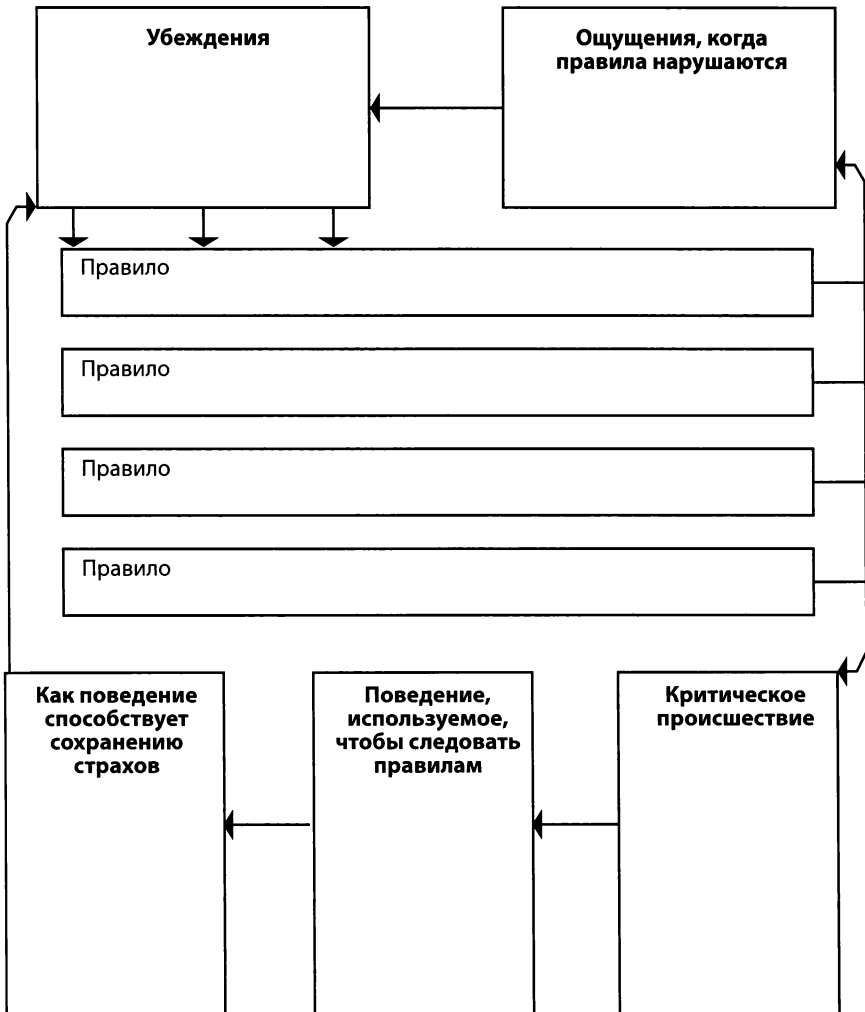 Убеждения
Ощущения, когда
правила нарушаются
Правило
Правило
Правило
Правило
Как поведение
способствует
сохранению
страхов
Поведение,
используемое,
чтобы следовать
правилам
Критическое
происшествие